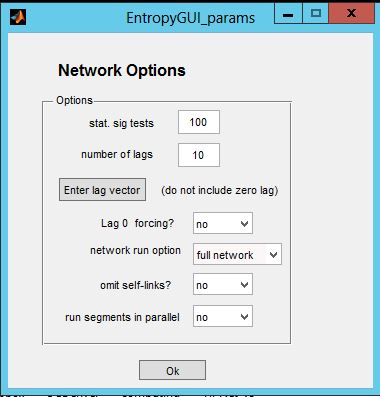 EntropyGUI_params
Network Options
Options
stat. sig tests 100
number of lags 10
Enter lag vector (do not include zero lag)
Lag 0 forcing? no
network run option full network
omit self-links? no
run segments in parallel no
Ok